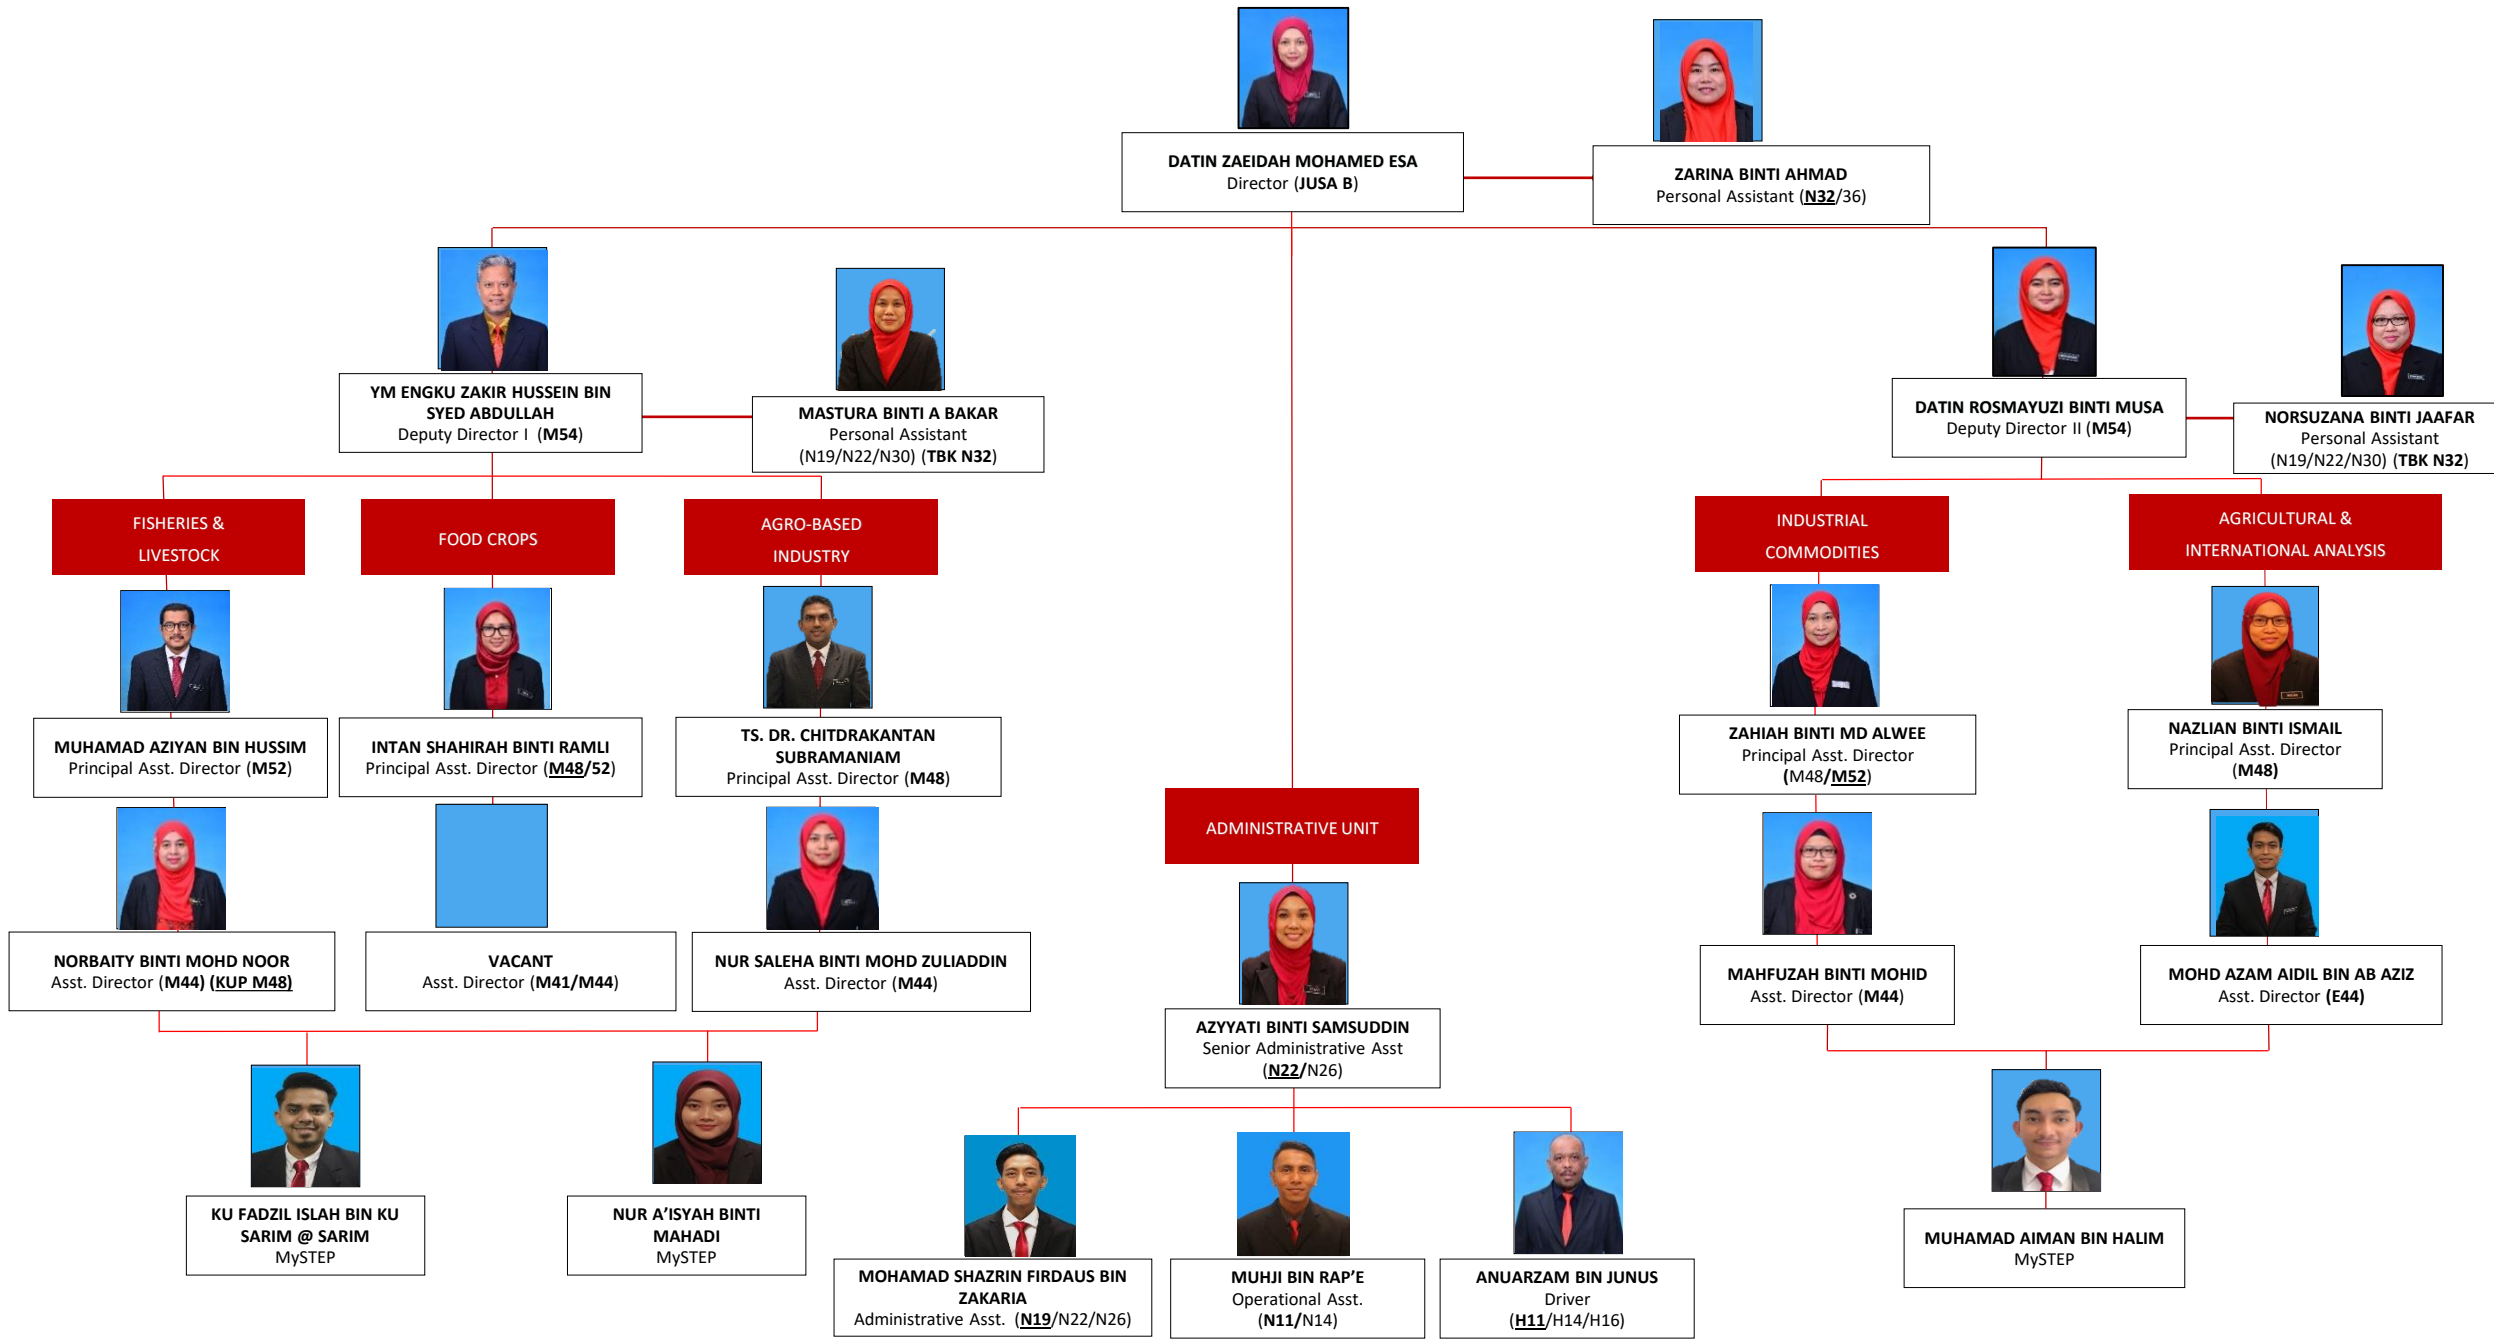 DATIN ZAEIDAH MOHAMED ESA
Director (JUSA B)
ZARINA BINTI AHMAD
Personal Assistant (N32/36)
YM ENGKU ZAKIR HUSSEIN BIN
SYED ABDULLAH
Deputy Director I (M54)
MASTURA BINTI A BAKAR
Personal Assistant
(N19/N22/N30) (TBK N32)
DATIN ROSMAYUZI BINTI MUSA
Deputy Director II (M54)
NORSUZANA BINTI JAAFAR
Personal Assistant
(N19/N22/N30) (TBK N32)
FISHERIES &
LIVESTOCK
FOOD CROPS
AGRO-BASED
INDUSTRY
INDUSTRIAL
COMMODITIES
AGRICULTURAL &
INTERNATIONAL ANALYSIS
MUHAMAD AZIYAN BIN HUSSIM
Principal Asst. Director (M52)
INTAN SHAHIRAH BINTI RAMLI
Principal Asst. Director (M48/52)
TS. DR. CHITDRAKANTAN
SUBRAMANIAM
Principal Asst. Director (M48)
ZAHIAH BINTI MD ALWEE
Principal Asst. Director
(M48/M52)
NAZLIAN BINTI ISMAIL
Principal Asst. Director
(M48)
ADMINISTRATIVE UNIT
NORBAITY BINTI MOHD NOOR
Asst. Director (M44) (KUP M48)
VACANT
Asst. Director (M41/M44)
NUR SALEHA BINTI MOHD ZULIADDIN
Asst. Director (M44)
AZYYATI BINTI SAMSUDDIN
Senior Administrative Asst
(N22/N26)
MAHFUZAH BINTI MOHID
Asst. Director (M44)
MOHD AZAM AIDIL BIN AB AZIZ
Asst. Director (E44)
KU FADZIL ISLAH BIN KU
SARIM @ SARIM
MySTEP
NUR A’ISYAH BINTI
MAHADI
MySTEP
MOHAMAD SHAZRIN FIRDAUS BIN
ZAKARIA
Administrative Asst. (N19/N22/N26)
MUHJI BIN RAP’E
Operational Asst.
(N11/N14)
ANUARZAM BIN JUNUS
Driver
(H11/H14/H16)
MUHAMAD AIMAN BIN HALIM
MySTEP